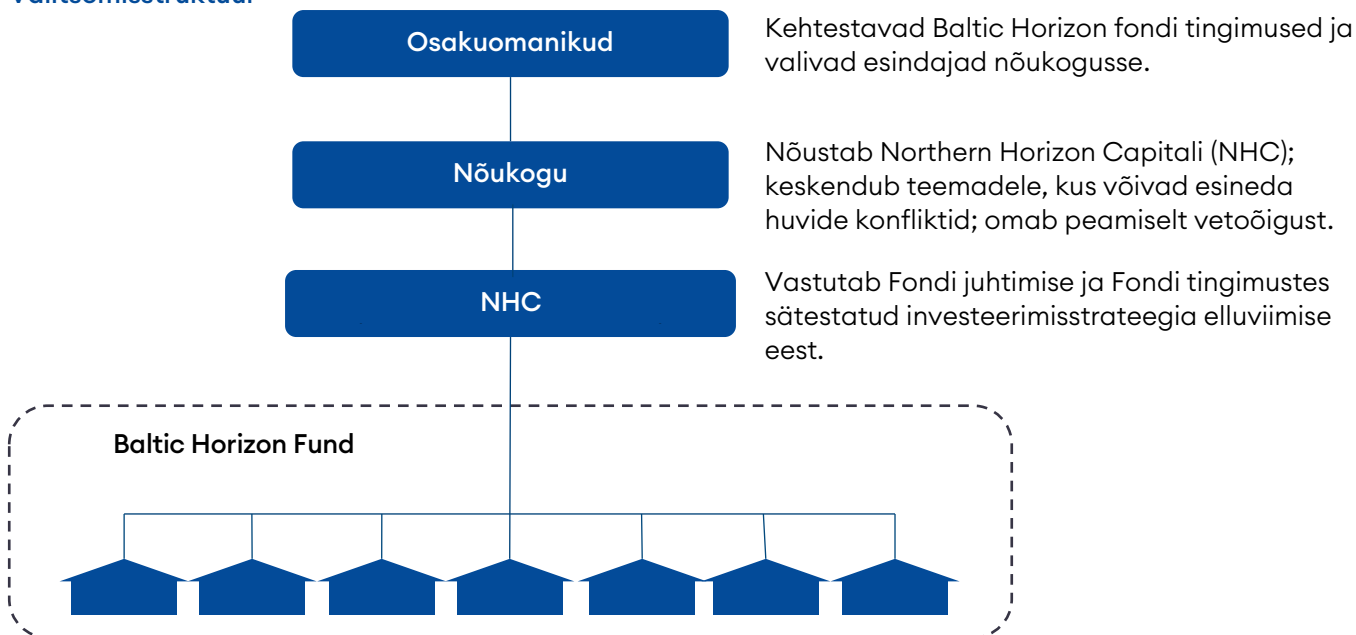 Osakuomanikud
Kehtestavad Baltic Horizon fondi tingimused ja
valivad esindajad nõukogusse.
Nõukogu
Nõustab Northern Horizon Capitali (NHC);
keskendub teemadele, kus võivad esineda
huvide konfliktid; omab peamiselt vetoõigust.
NHC
Vastutab Fondi juhtimise ja Fondi tingimustes
sätestatud investeerimisstrateegia elluviimise
eest.
Baltic Horizon Fund